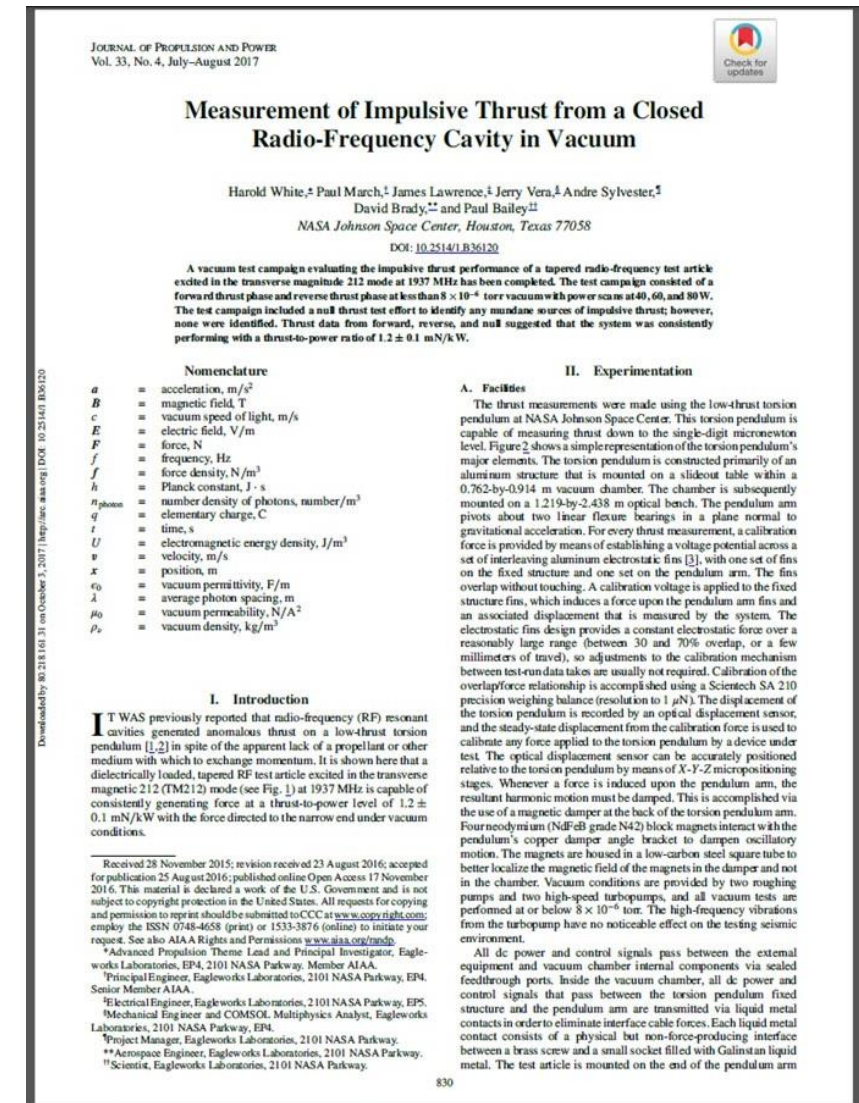 JOURNAL OF PROPULSION AND POWER
Vol. 33, No. 4, July–August 2017
Check for
updates
Measurement of Impulsive Thrust from a Closed
Radio-Frequency Cavity in Vacuum
Harold White,* Paul March,† James Lawrence,‡ Jerry Vera,§ Andre Sylvester,¶
David Brady,** and Paul Bailey††
NASA Johnson Space Center, Houston, Texas 77058
DOI: 10.2514/1.B36120
A vacuum test campaign evaluating the impulsive thrust performance of a tapered radio-frequency test article
excited in the transverse magnitude 212 mode at 1937 MHz has been completed. The test campaign consisted of a
forward thrust phase and reverse thrust phase at less than 8 × 10⁻⁶ torr vacuum with power scans at 40, 60, and 80 W.
The test campaign included a null thrust test effort to identify any mundane sources of impulsive thrust; however,
none were identified. Thrust data from forward, reverse, and null suggested that the system was consistently
performing with a thrust-to-power ratio of 1.2 ± 0.1 mN/kW.
Nomenclature
a = acceleration, m/s²
B = magnetic field, T
c = vacuum speed of light, m/s
E = electric field, V/m
F = force, N
f = frequency, Hz
f = force density, N/m³
h = Planck constant, J · s
n photon = number density of photons, number/m³
q = elementary charge, C
t = time, s
U = electromagnetic energy density, J/m³
v = velocity, m/s
x = position, m
ϵ₀ = vacuum permittivity, F/m
λ = average photon spacing, m
μ₀ = vacuum permeability, N/A²
ρᵥ = vacuum density, kg/m³
I. Introduction
IT WAS previously reported that radio-frequency (RF) resonant
cavities generated anomalous thrust on a low-thrust torsion
pendulum [1,2] in spite of the apparent lack of a propellant or other
medium with which to exchange momentum. It is shown here that a
dielectrically loaded, tapered RF test article excited in the transverse
magnetic 212 (TM212) mode (see Fig. 1) at 1937 MHz is capable of
consistently generating force at a thrust-to-power level of 1.2 ±
0.1 mN/kW with the force directed to the narrow end under vacuum
conditions.
Received 28 November 2015; revision received 23 August 2016; accepted
for publication 25 August 2016; published online Open Access 17 November
2016. This material is declared a work of the U.S. Government and is not
subject to copyright protection in the United States. All requests for copying
and permission to reprint should be submitted to CCC at www.copyright.com;
employ the ISSN 0748-4658 (print) or 1533-3876 (online) to initiate your
request. See also AIAA Rights and Permissions www.aiaa.org/randp.
*Advanced Propulsion Theme Lead and Principal Investigator, Eagle-
works Laboratories, EP4, 2101 NASA Parkway. Member AIAA.
†Principal Engineer, Eagleworks Laboratories, 2101 NASA Parkway, EP4.
Senior Member AIAA.
‡Electrical Engineer, Eagleworks Laboratories, 2101 NASA Parkway, EP5.
§Mechanical Engineer and COMSOL Multiphysics Analyst, Eagleworks
Laboratories, 2101 NASA Parkway, EP4.
¶Project Manager, Eagleworks Laboratories, 2101 NASA Parkway.
**Aerospace Engineer, Eagleworks Laboratories, 2101 NASA Parkway.
††Scientist, Eagleworks Laboratories, 2101 NASA Parkway.
II. Experimentation
A. Facilities
The thrust measurements were made using the low-thrust torsion
pendulum at NASA Johnson Space Center. This torsion pendulum is
capable of measuring thrust down to the single-digit micronewton
level. Figure 2 shows a simple representation of the torsion pendulum's
major elements. The torsion pendulum is constructed primarily of an
aluminum structure that is mounted on a slideout table within a
0.762-by-0.914 m vacuum chamber. The chamber is subsequently
mounted on a 1.219-by-2.438 m optical bench. The pendulum arm
pivots about two linear flexure bearings in a plane normal to
gravitational acceleration. For every thrust measurement, a calibration
force is provided by means of establishing a voltage potential across a
set of interleaving aluminum electrostatic fins [3], with one set of fins
on the fixed structure and one set on the pendulum arm. The fins
overlap without touching. A calibration voltage is applied to the fixed
structure fins, which induces a force upon the pendulum arm fins and
an associated displacement that is measured by the system. The
electrostatic fins design provides a constant electrostatic force over a
reasonably large range (between 30 and 70% overlap, or a few
millimeters of travel), so adjustments to the calibration mechanism
between test-run data takes are usually not required. Calibration of the
overlap/force relationship is accomplished using a Scientech SA 210
precision weighing balance (resolution to 1 μN). The displacement of
the torsion pendulum is recorded by an optical displacement sensor,
and the steady-state displacement from the calibration force is used to
calibrate any force applied to the torsion pendulum by a device under
test. The optical displacement sensor can be accurately positioned
relative to the torsion pendulum by means of X-Y-Z micropositioning
stages. Whenever a force is induced upon the pendulum arm, the
resultant harmonic motion must be damped. This is accomplished via
the use of a magnetic damper at the back of the torsion pendulum arm.
Four neodymium (NdFeB grade N42) block magnets interact with the
pendulum's copper damper angle bracket to dampen oscillatory
motion. The magnets are housed in a low-carbon steel square tube to
better localize the magnetic field of the magnets in the damper and not
in the chamber. Vacuum conditions are provided by two roughing
pumps and two high-speed turbopumps, and all vacuum tests are
performed at or below 8 × 10⁻⁶ torr. The high-frequency vibrations
from the turbopump have no noticeable effect on the testing seismic
environment.
All dc power and control signals pass between the external
equipment and vacuum chamber internal components via sealed
feedthrough ports. Inside the vacuum chamber, all dc power and
control signals that pass between the torsion pendulum fixed
structure and the pendulum arm are transmitted via liquid metal
contacts in order to eliminate interface cable forces. Each liquid metal
contact consists of a physical but non-force-producing interface
between a brass screw and a small socket filled with Galinstan liquid
metal. The test article is mounted on the end of the pendulum arm
830
Downloaded by 80.218.161.31 on October 3, 2017 | http://arc.aiaa.org | DOI: 10.2514/1.B36120